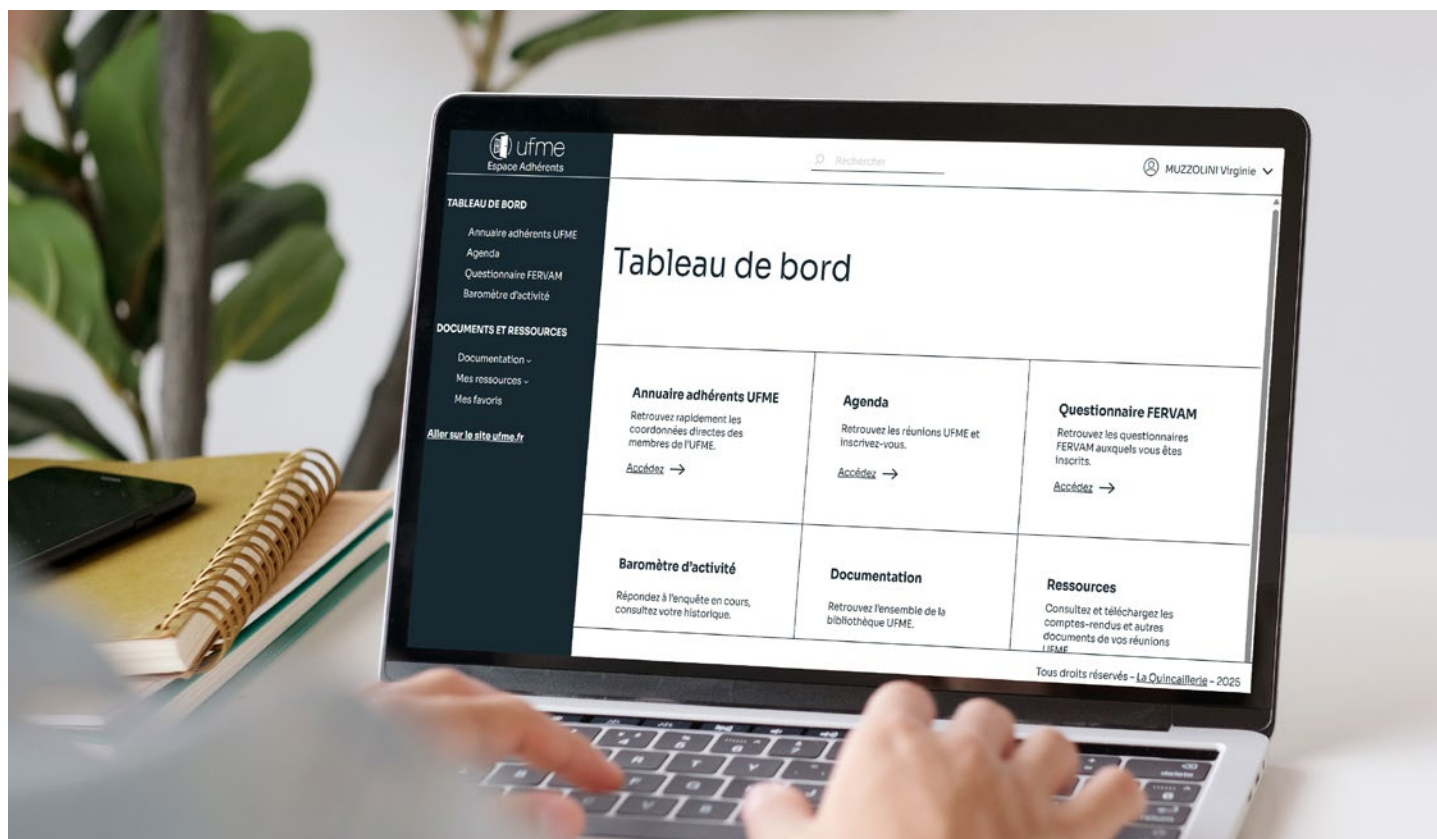 ufme
Espace Adhérents
Rechercher
MUZZOLINI Virginie
TABLEAU DE BORD
Annuaire adhérents UFME
Agenda
Questionnaire FERVAM
Baromètre d'activité
DOCUMENTS ET RESSOURCES
Documentation
Mes ressources
Mes favoris
Aller sur le site ufme.fr
Tableau de bord
Annuaire adhérents UFME
Retrouvez rapidement les
coordonnées directes des
membres de l'UFME.
Accédez →
Agenda
Retrouvez les réunions UFME et
inscrivez-vous.
Accédez →
Questionnaire FERVAM
Retrouvez les questionnaires
FERVAM auxquels vous êtes
inscrits.
Accédez →
Baromètre d'activité
Répondez à l'enquête en cours,
consultez votre historique.
Documentation
Retrouvez l'ensemble de la
bibliothèque UFME.
Ressources
Consultez et téléchargez les
comptes-rendus et autres
documents de vos réunions
UFME
Tous droits réservés - La Quincaillerie - 2025
delete
return